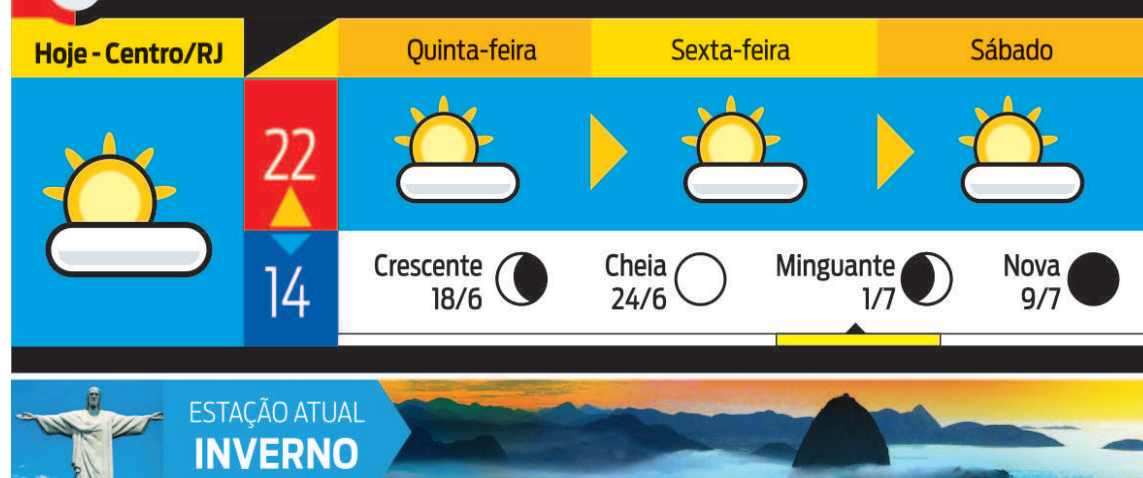 Hoje - Centro/RJ
Quinta-feira
Sexta-feira
Sábado
22
14
Crescente
18/6
Cheia
24/6
Minguante
1/7
Nova
9/7
ESTAÇÃO ATUAL
INVERNO